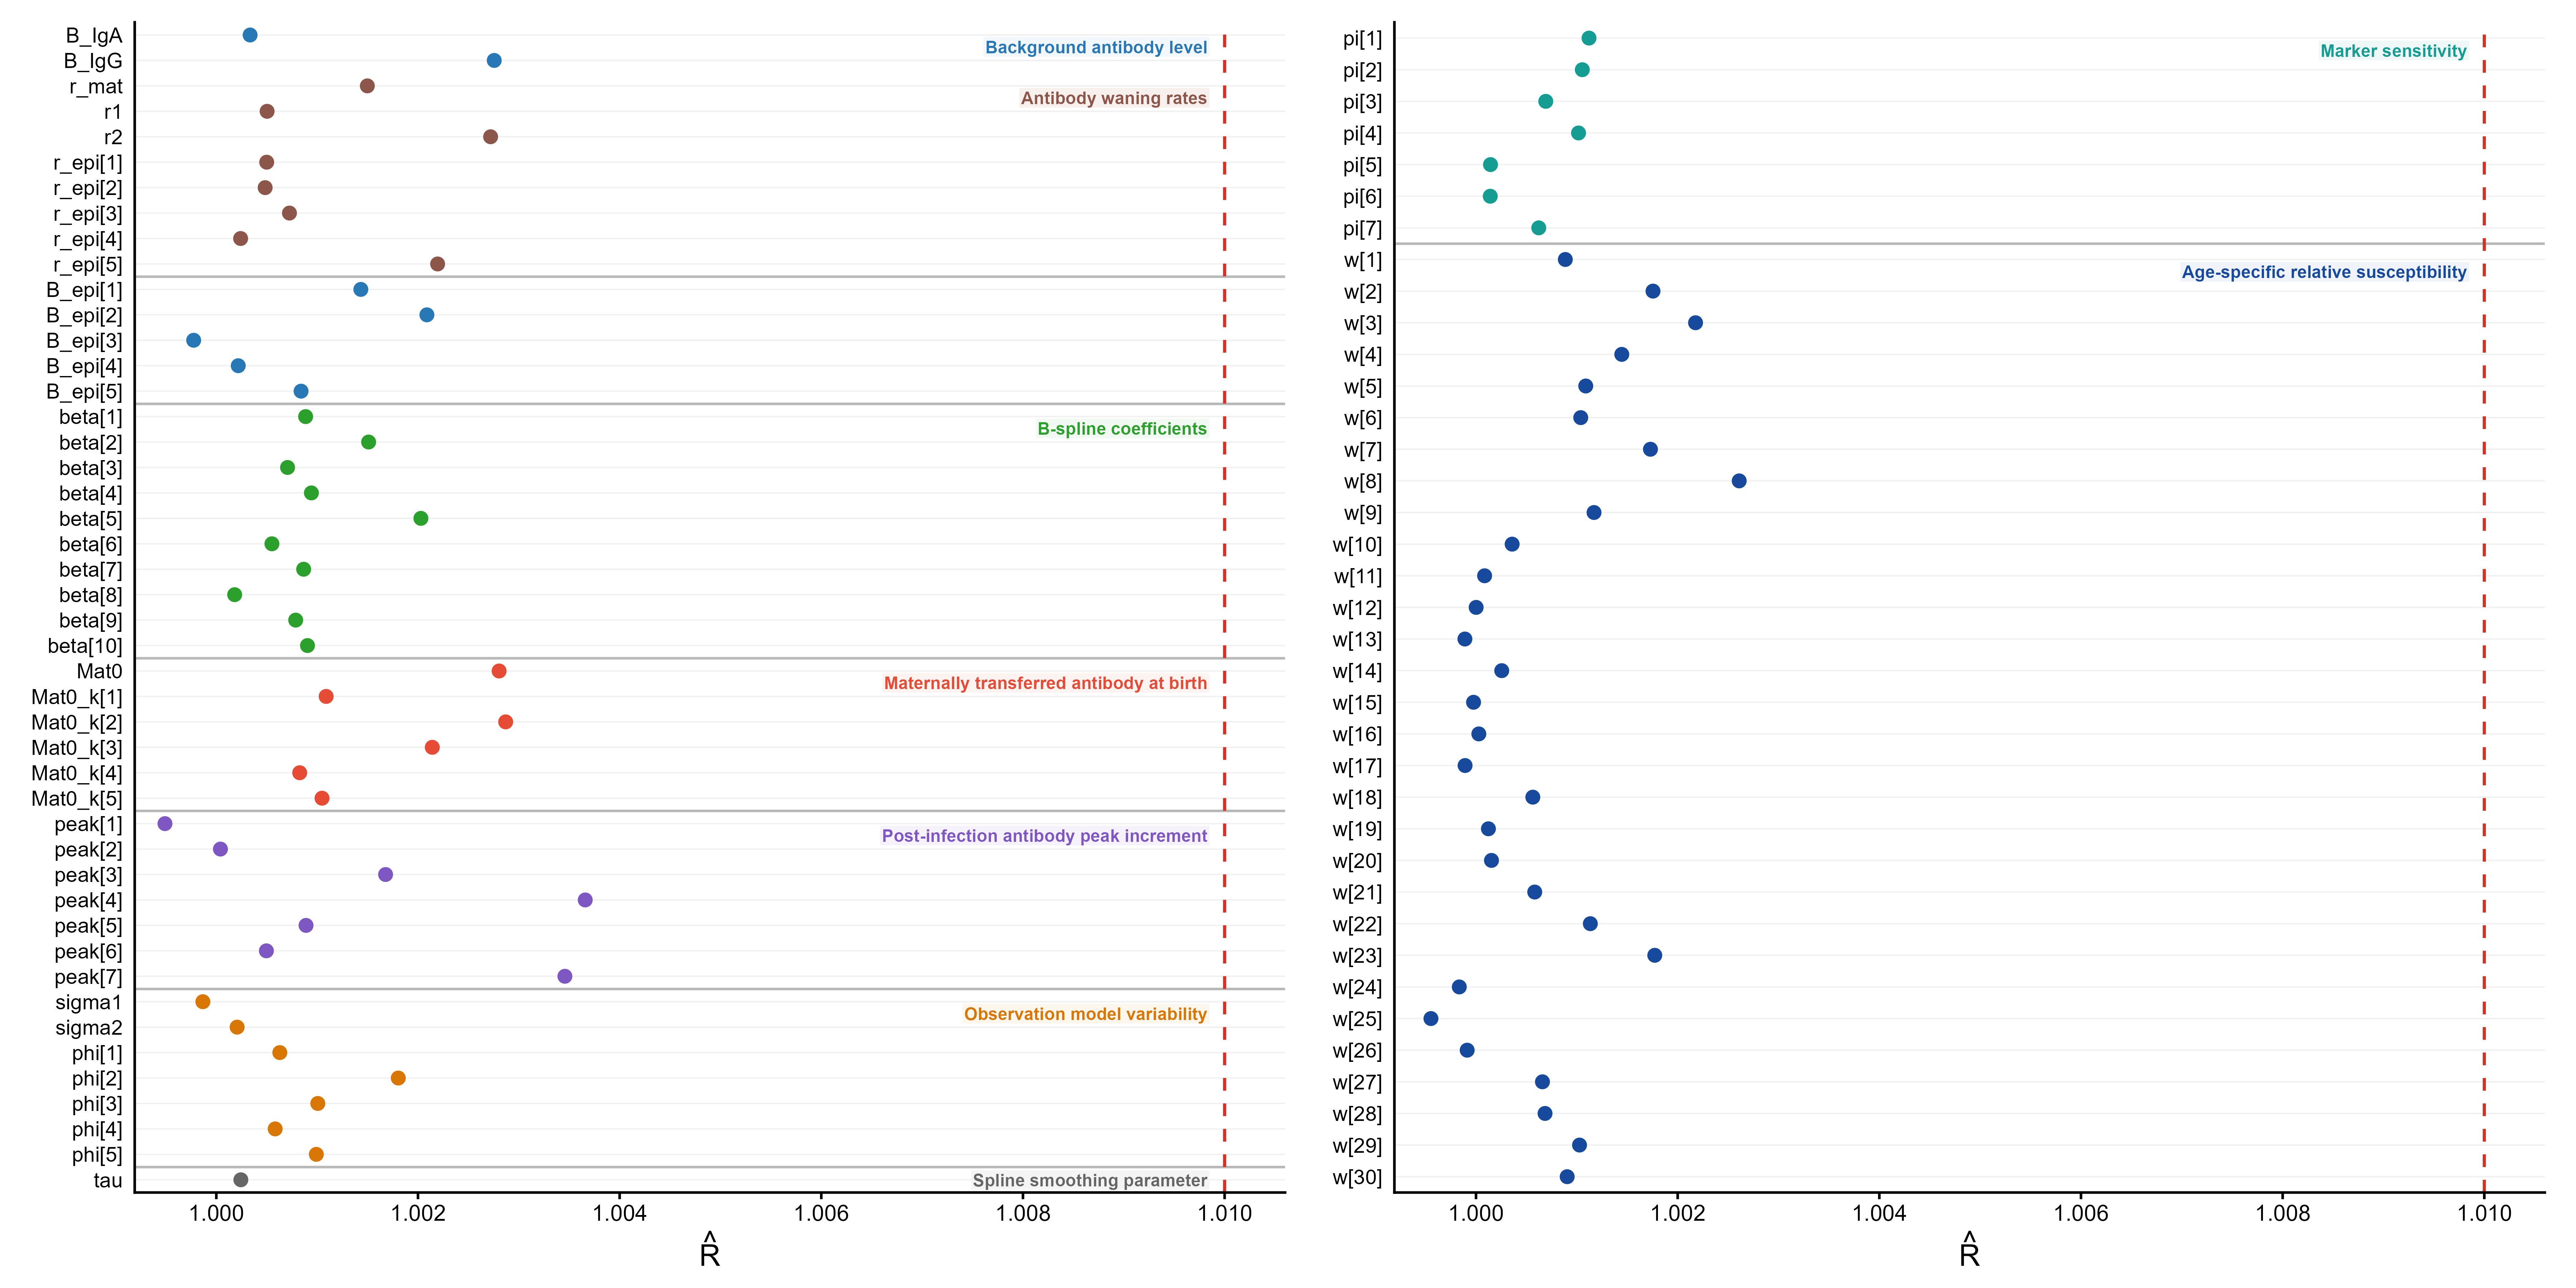 B_IgA
Background antibody level
B_IgG
r_mat
Antibody waning rates
r1
r2
r_epi[1]
r_epi[2]
r_epi[3]
r_epi[4]
r_epi[5]
B_epi[1]
B_epi[2]
B_epi[3]
B_epi[4]
B_epi[5]
beta[1]
B-spline coefficients
beta[2]
beta[3]
beta[4]
beta[5]
beta[6]
beta[7]
beta[8]
beta[9]
beta[10]
Mat0
Maternally transferred antibody at birth
Mat0_k[1]
Mat0_k[2]
Mat0_k[3]
Mat0_k[4]
Mat0_k[5]
peak[1]
Post-infection antibody peak increment
peak[2]
peak[3]
peak[4]
peak[5]
peak[6]
peak[7]
sigma1
Observation model variability
sigma2
phi[1]
phi[2]
phi[3]
phi[4]
phi[5]
tau
Spline smoothing parameter
1.000 1.002 1.004 1.006 1.008 1.010
R̂
pi[1]
Marker sensitivity
pi[2]
pi[3]
pi[4]
pi[5]
pi[6]
pi[7]
w[1]
Age-specific relative susceptibility
w[2]
w[3]
w[4]
w[5]
w[6]
w[7]
w[8]
w[9]
w[10]
w[11]
w[12]
w[13]
w[14]
w[15]
w[16]
w[17]
w[18]
w[19]
w[20]
w[21]
w[22]
w[23]
w[24]
w[25]
w[26]
w[27]
w[28]
w[29]
w[30]
1.000 1.002 1.004 1.006 1.008 1.010
R̂